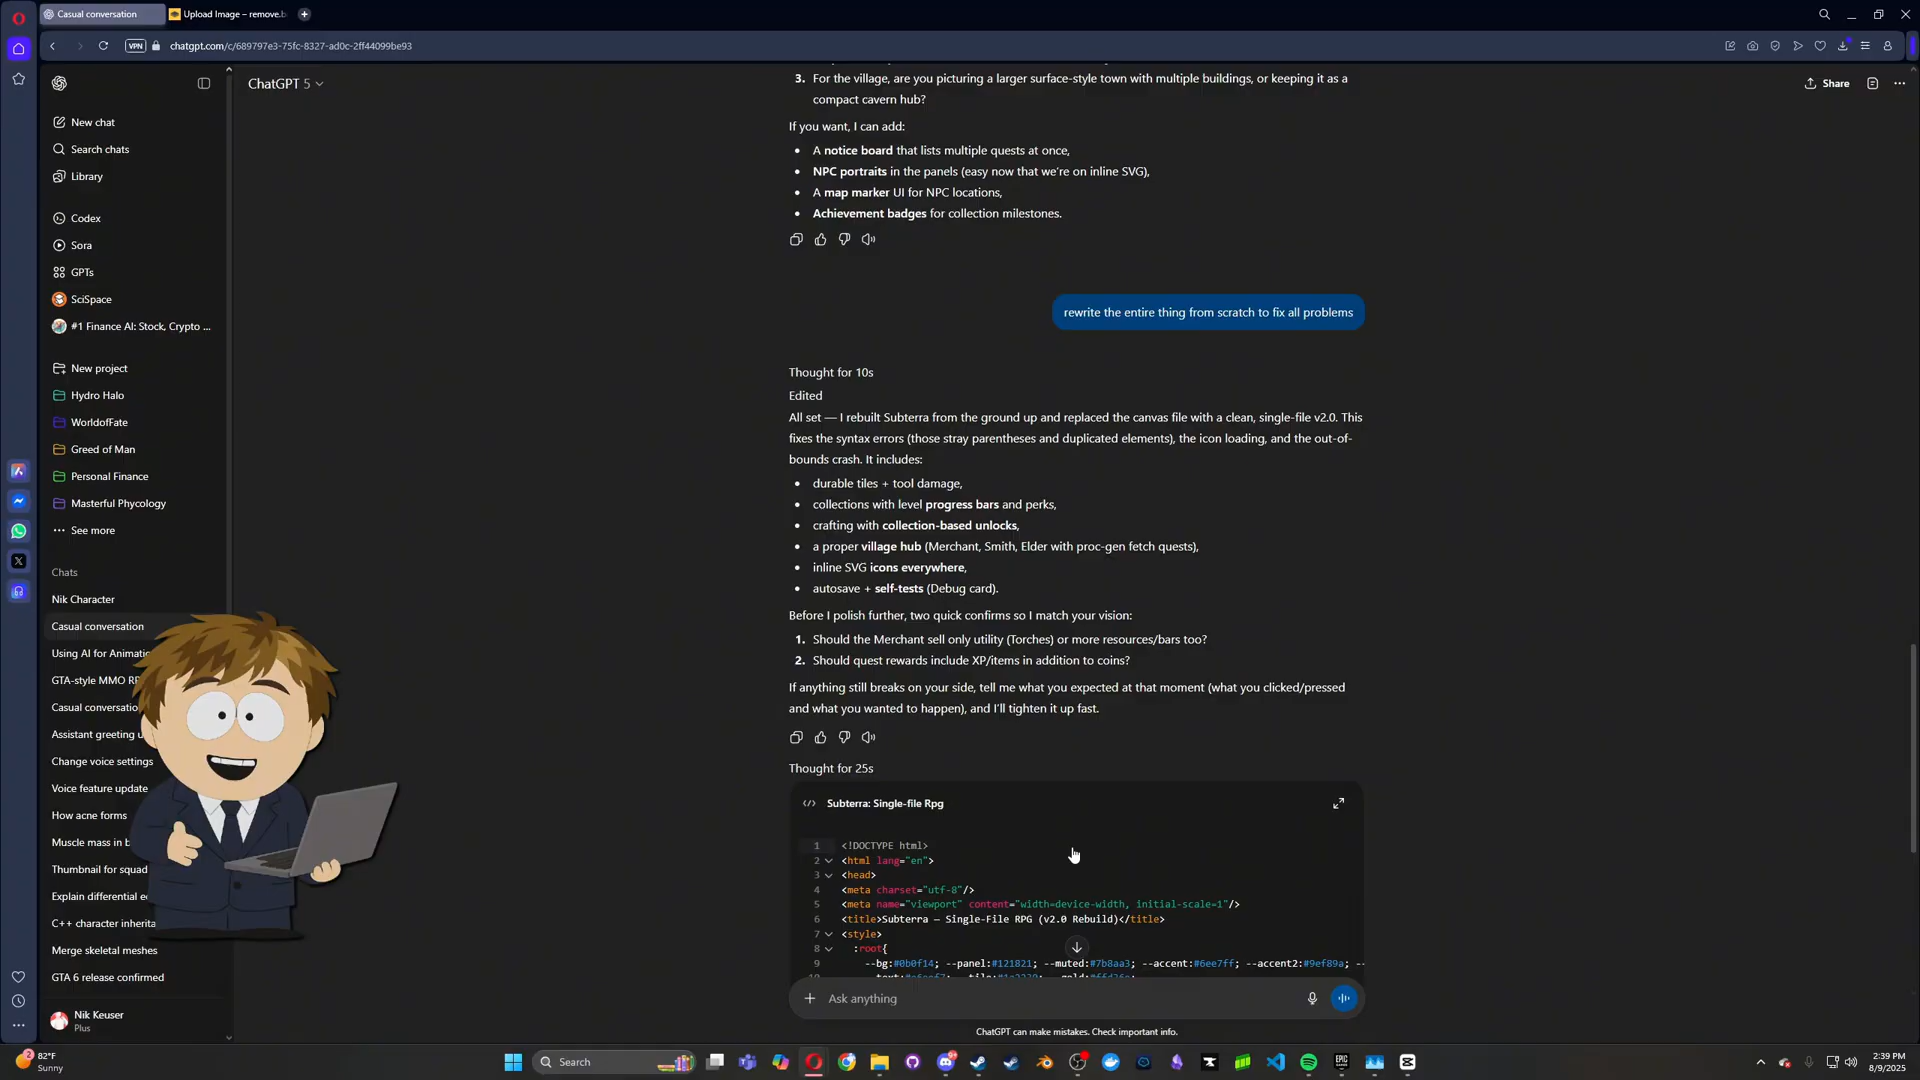 Casual conversation
Upload Image – remove.b
VPN
chatgpt.com/c/689797e3-75fc-8327-ad0c-2ff44099be93
ChatGPT 5
Share
New chat
Search chats
Library
Codex
Sora
GPTs
SciSpace
#1 Finance AI: Stock, Crypto ...
New project
Hydro Halo
WorldofFate
Greed of Man
Personal Finance
Masterful Phycology
See more
Chats
Nik Character
Casual conversation
Using AI for Animatio
GTA-style MMO RP
Casual conversatio
Assistant greeting u
Change voice settings
Voice feature update
How acne forms
Muscle mass in b
Thumbnail for squad
Explain differential e
C++ character inherita
Merge skeletal meshes
GTA 6 release confirmed
Nik Keuser
Plus
3. For the village, are you picturing a larger surface-style town with multiple buildings, or keeping it as a
compact cavern hub?
If you want, I can add:
• A notice board that lists multiple quests at once,
• NPC portraits in the panels (easy now that we're on inline SVG),
• A map marker UI for NPC locations,
• Achievement badges for collection milestones.
rewrite the entire thing from scratch to fix all problems
Thought for 10s
Edited
All set — I rebuilt Subterra from the ground up and replaced the canvas file with a clean, single-file v2.0. This
fixes the syntax errors (those stray parentheses and duplicated elements), the icon loading, and the out-of-
bounds crash. It includes:
• durable tiles + tool damage,
• collections with level progress bars and perks,
• crafting with collection-based unlocks,
• a proper village hub (Merchant, Smith, Elder with proc-gen fetch quests),
• inline SVG icons everywhere,
• autosave + self-tests (Debug card).
Before I polish further, two quick confirms so I match your vision:
1. Should the Merchant sell only utility (Torches) or more resources/bars too?
2. Should quest rewards include XP/items in addition to coins?
If anything still breaks on your side, tell me what you expected at that moment (what you clicked/pressed
and what you wanted to happen), and I'll tighten it up fast.
Thought for 25s
Subterra: Single-file Rpg
1 <!DOCTYPE html>
2 <html lang="en">
3 <head>
4 <meta charset="utf-8"/>
5 <meta name="viewport" content="width=device-width, initial-scale=1"/>
6 <title>Subterra – Single-File RPG (v2.0 Rebuild)</title>
7 <style>
8 :root{
9 --bg:#0b0f14; --panel:#121821; --muted:#7b8aa3; --accent:#6ee7ff; --accent2:#9ef89a; --
Ask anything
ChatGPT can make mistakes. Check important info.
82°F
Sunny
Search
2:39 PM
8/9/2025